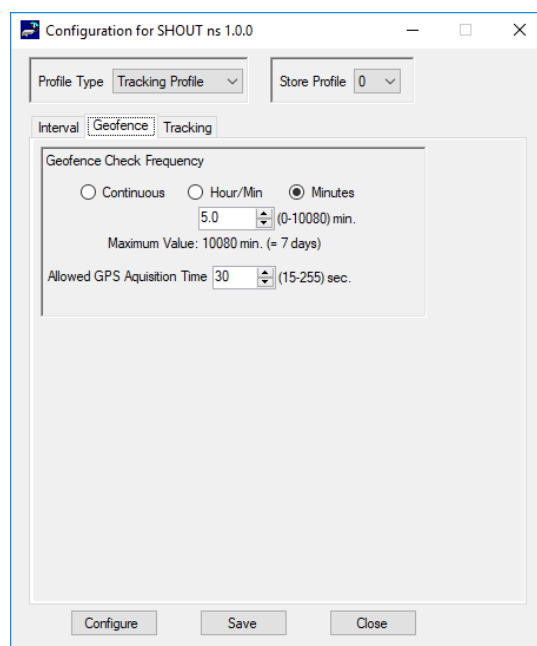 Configuration for SHOUT ns 1.0.0
Profile Type Tracking Profile Store Profile 0
Interval Geofence Tracking
Geofence Check Frequency
Continuous Hour/Min Minutes
5.0 (0-10080) min.
Maximum Value: 10080 min. (= 7 days)
Allowed GPS Aquisition Time 30 (15-255) sec.
Configure Save Close